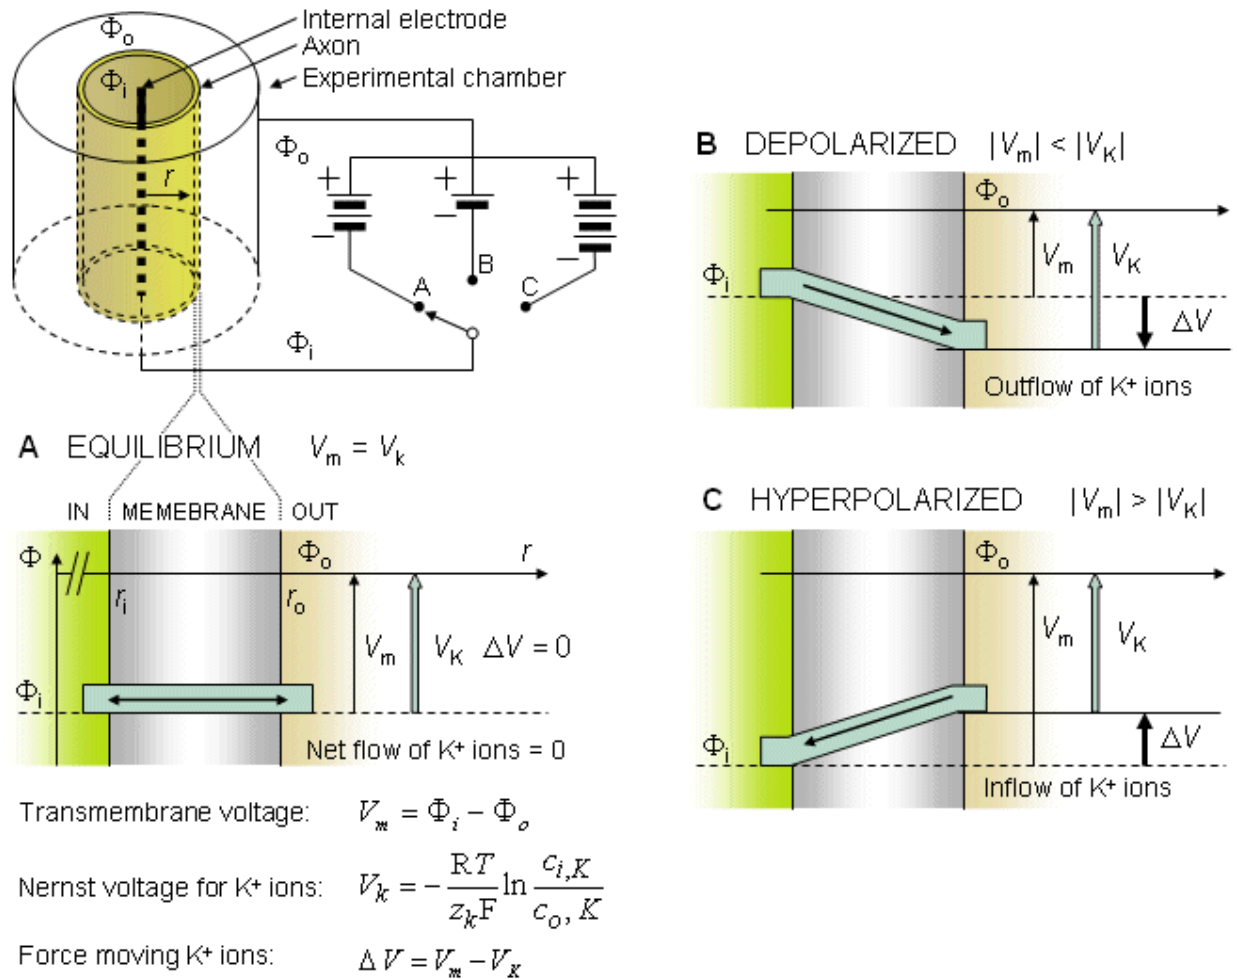 Φo
Internal electrode
Axon
Φi
Experimental chamber
r
Φo
+
+
+
−
−
−
A
B
C
Φi
A EQUILIBRIUM Vm = Vk
IN MEMEBRANE OUT
Φ
Φo
r
ri
ro
Vm
VK
ΔV = 0
Φi
Net flow of K+ ions = 0
Transmembrane voltage: Vm = Φi − Φo
Nernst voltage for K+ ions: Vk = − RT/zkF ln ci,K/co,K
Force moving K+ ions: ΔV = Vm − VK
B DEPOLARIZED |Vm| < |VK|
Φo
Φi
Vm
VK
ΔV
Outflow of K+ ions
C HYPERPOLARIZED |Vm| > |VK|
Φo
Vm
VK
Φi
ΔV
Inflow of K+ ions